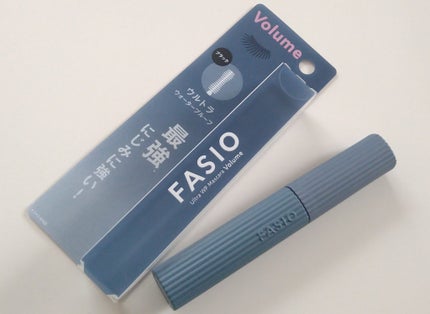 Volume
ブラック
ウルトラ
ウォータープルーフ
最強
にじみに強い!
FASIO
Ultra WP Mascara Volume
FASIO